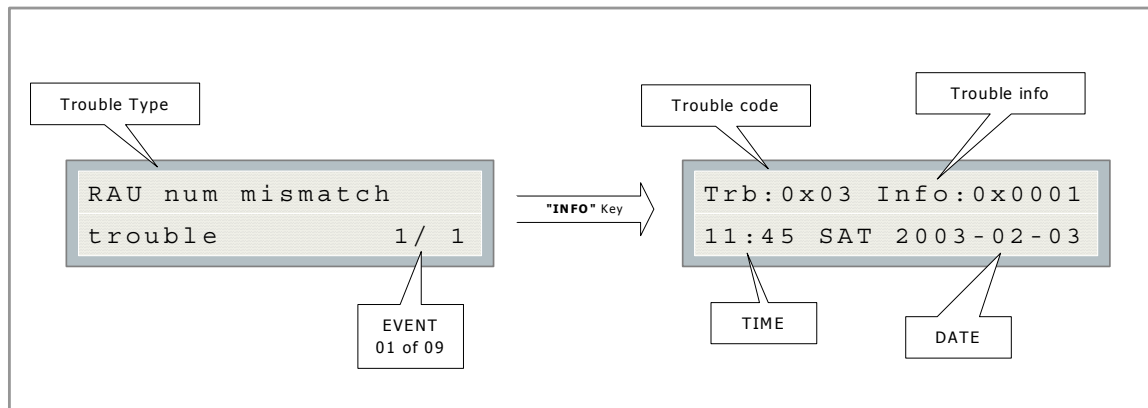 Trouble Type
Trouble code
Trouble info
RAU num mismatch
trouble 1/ 1
"INFO" Key
Trb:0x03 Info:0x0001
11:45 SAT 2003-02-03
EVENT
01 of 09
TIME
DATE